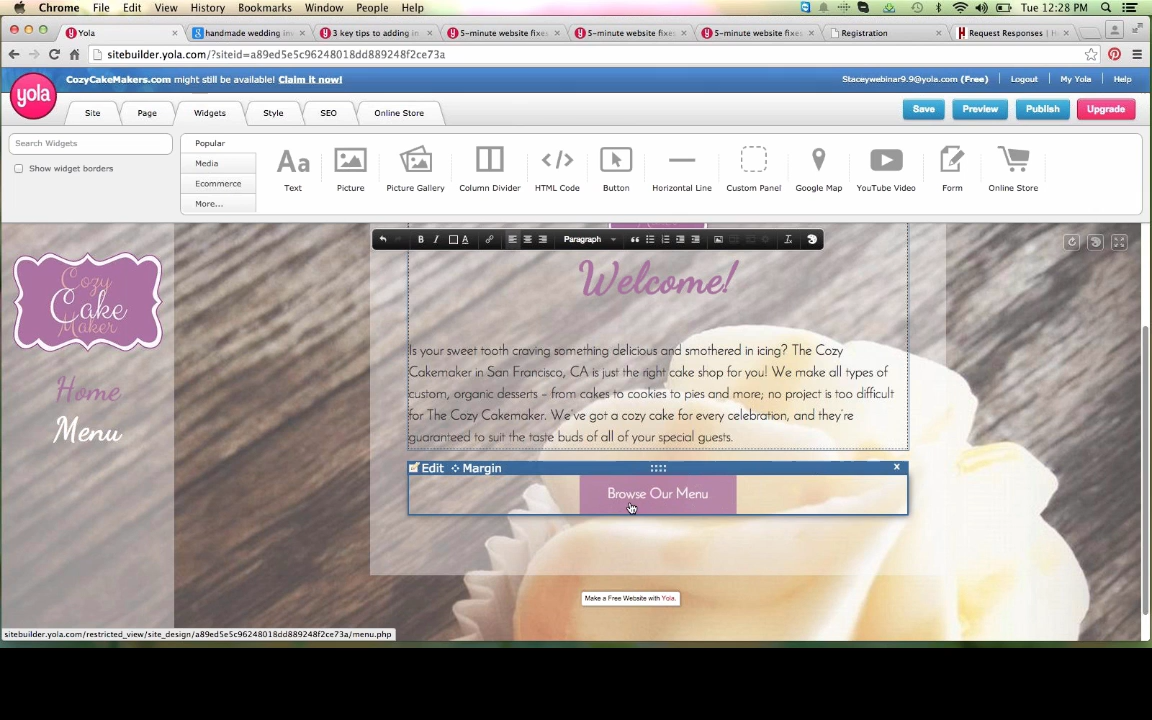 Chrome File Edit View History Bookmarks Window People Help Tue 12:28 PM
Yola handmade wedding inv 3 key tips to adding in 5-minute website fixes 5-minute website fixes 5-minute website fixes Registration Request Responses | H
sitebuilder.yola.com/?siteid=a89ed5e5c96248018dd889248f2ce73a
CozyCakeMakers.com might still be available! Claim it now! Staceywebinar9.9@yola.com (Free) Logout My Yola Help
yola Site Page Widgets Style SEO Online Store Save Preview Publish Upgrade
Search Widgets
Show widget borders
Popular
Media
Ecommerce
More...
Aa
Text Picture Picture Gallery Column Divider HTML Code Button Horizontal Line Custom Panel Google Map YouTube Video Form Online Store
B I A Paragraph
Cozy
Cake
Maker
Home
Menu
Welcome!
Is your sweet tooth craving something delicious and smothered in icing? The Cozy
Cakemaker in San Francisco, CA is just the right cake shop for you! We make all types of
custom, organic desserts – from cakes to cookies to pies and more; no project is too difficult
for The Cozy Cakemaker. We've got a cozy cake for every celebration, and they're
guaranteed to suit the taste buds of all of your special guests.
Edit Margin x
Browse Our Menu
Make a Free Website with Yola.
sitebuilder.yola.com/restricted_view/site_design/a89ed5e5c96248018dd889248f2ce73a/menu.php